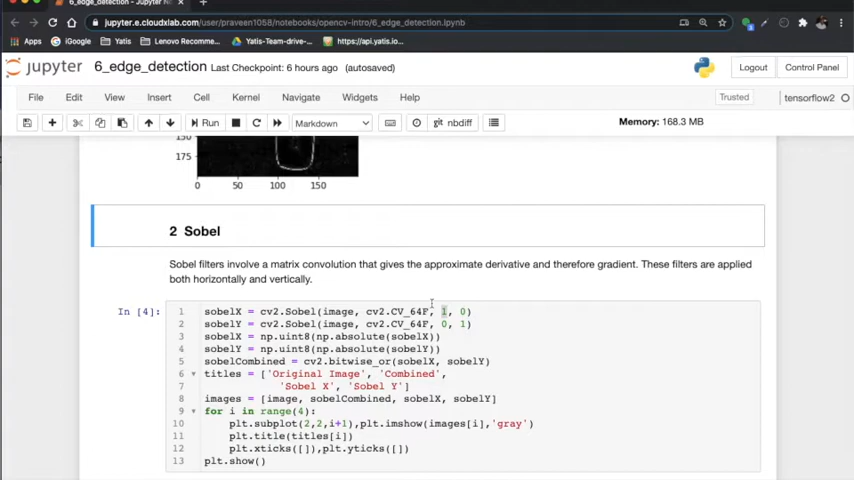 6_edge_detection - Jupyter N
jupyter.e.cloudxlab.com/user/praveen1058/notebooks/opencv-intro/6_edge_detection.ipynb
Apps iGoogle Yatis Lenovo Recomme... Yatis-Team-drive-... https://api.yatis.io...
jupyter 6_edge_detection Last Checkpoint: 6 hours ago (autosaved) Logout Control Panel
File Edit View Insert Cell Kernel Navigate Widgets Help Trusted tensorflow2
Run Markdown git nbdiff Memory: 168.3 MB
150
175
0 50 100 150
2 Sobel
Sobel filters involve a matrix convolution that gives the approximate derivative and therefore gradient. These filters are applied
both horizontally and vertically.
In [4]:
1 sobelX = cv2.Sobel(image, cv2.CV_64F, 1, 0)
2 sobelY = cv2.Sobel(image, cv2.CV_64F, 0, 1)
3 sobelX = np.uint8(np.absolute(sobelX))
4 sobelY = np.uint8(np.absolute(sobelY))
5 sobelCombined = cv2.bitwise_or(sobelX, sobelY)
6 titles = ['Original Image', 'Combined',
7 'Sobel X', 'Sobel Y']
8 images = [image, sobelCombined, sobelX, sobelY]
9 for i in range(4):
10 plt.subplot(2,2,i+1),plt.imshow(images[i],'gray')
11 plt.title(titles[i])
12 plt.xticks([]),plt.yticks([])
13 plt.show()